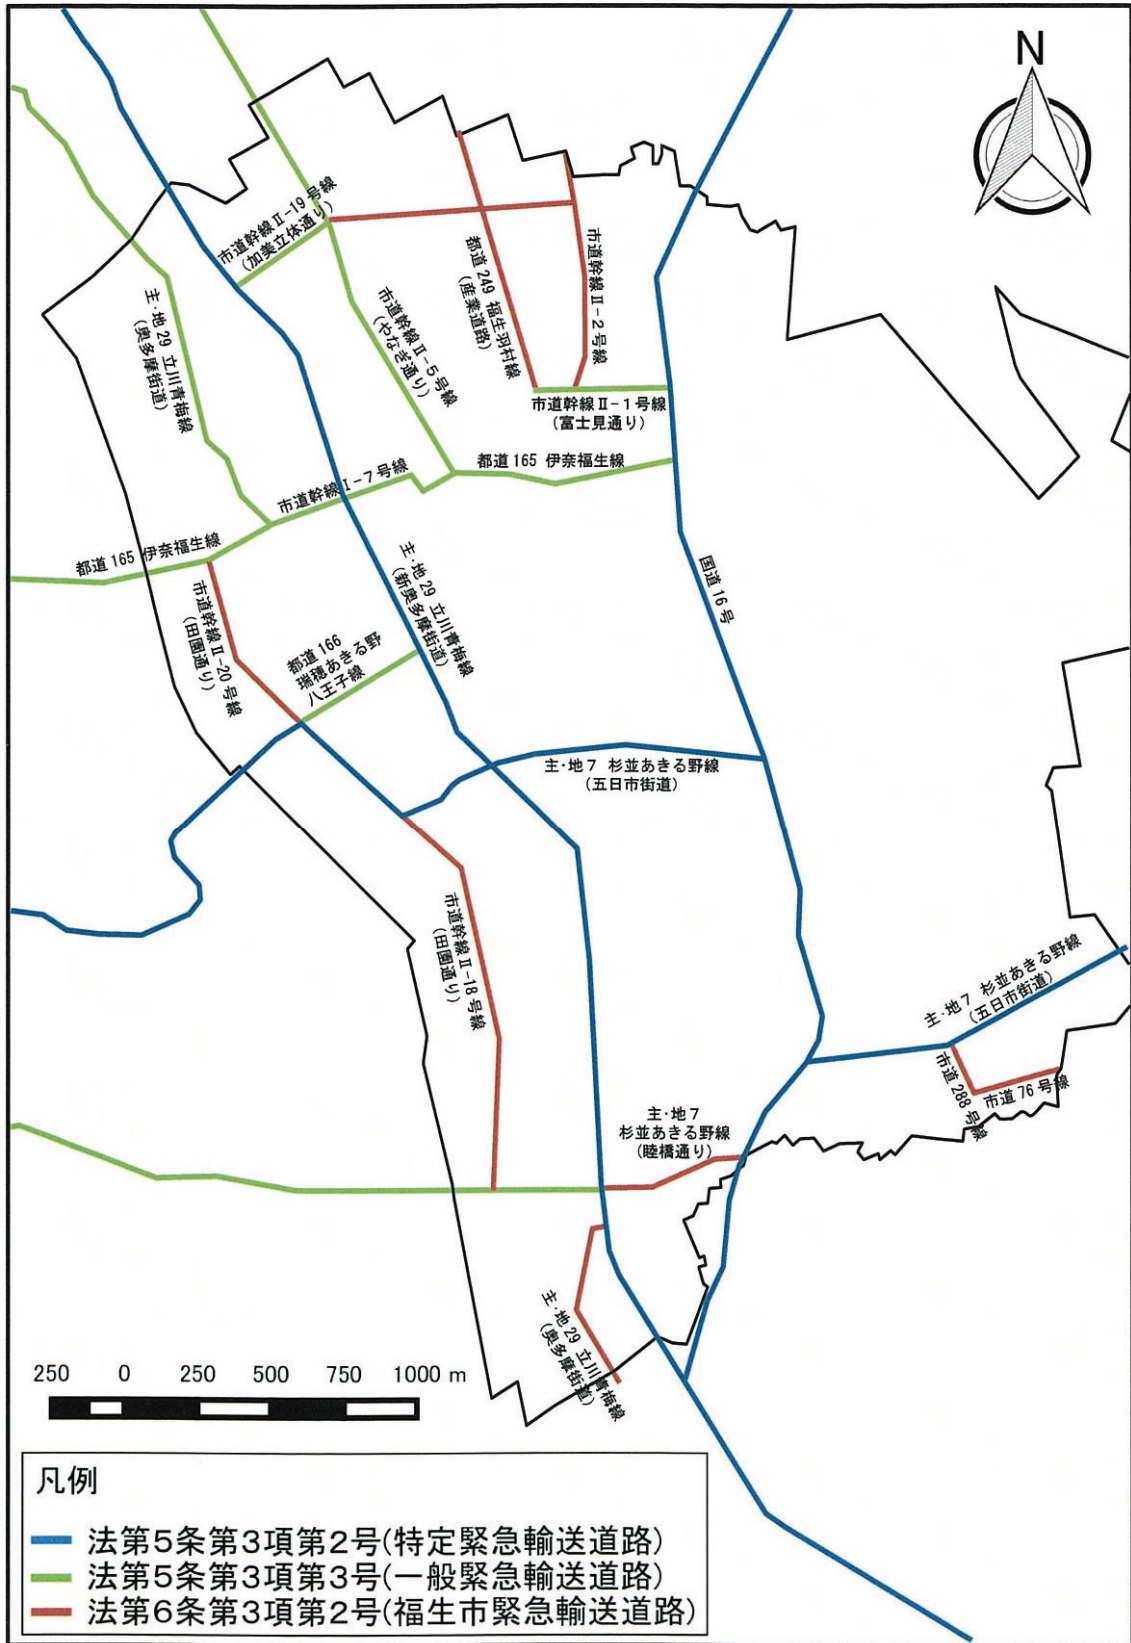 N
市道幹線Ⅱ-19号線
(加美立体通り)
主・地29 立川青梅線
(奥多摩街道)
市道幹線Ⅱ-5号線
(やなぎ通り)
都道249 福生羽村線
(産業道路)
市道幹線Ⅱ-2号線
市道幹線Ⅱ-1号線
(富士見通り)
都道165 伊奈福生線
市道幹線Ⅰ-7号線
都道165 伊奈福生線
主・地29 立川青梅線
(新奥多摩街道)
国道16号
市道幹線Ⅱ-20号線
(田園通り)
都道166
瑞穂あきる野
八王子線
主・地7 杉並あきる野線
(五日市街道)
市道幹線Ⅱ-18号線
(田園通り)
主・地7 杉並あきる野線
(五日市街道)
市道288号線
市道76号線
主・地7
杉並あきる野線
(睦橋通り)
主・地29 立川青梅線
(奥多摩街道)
250 0 250 500 750 1000 m
凡例
法第5条第3項第2号(特定緊急輸送道路)
法第5条第3項第3号(一般緊急輸送道路)
法第6条第3項第2号(福生市緊急輸送道路)